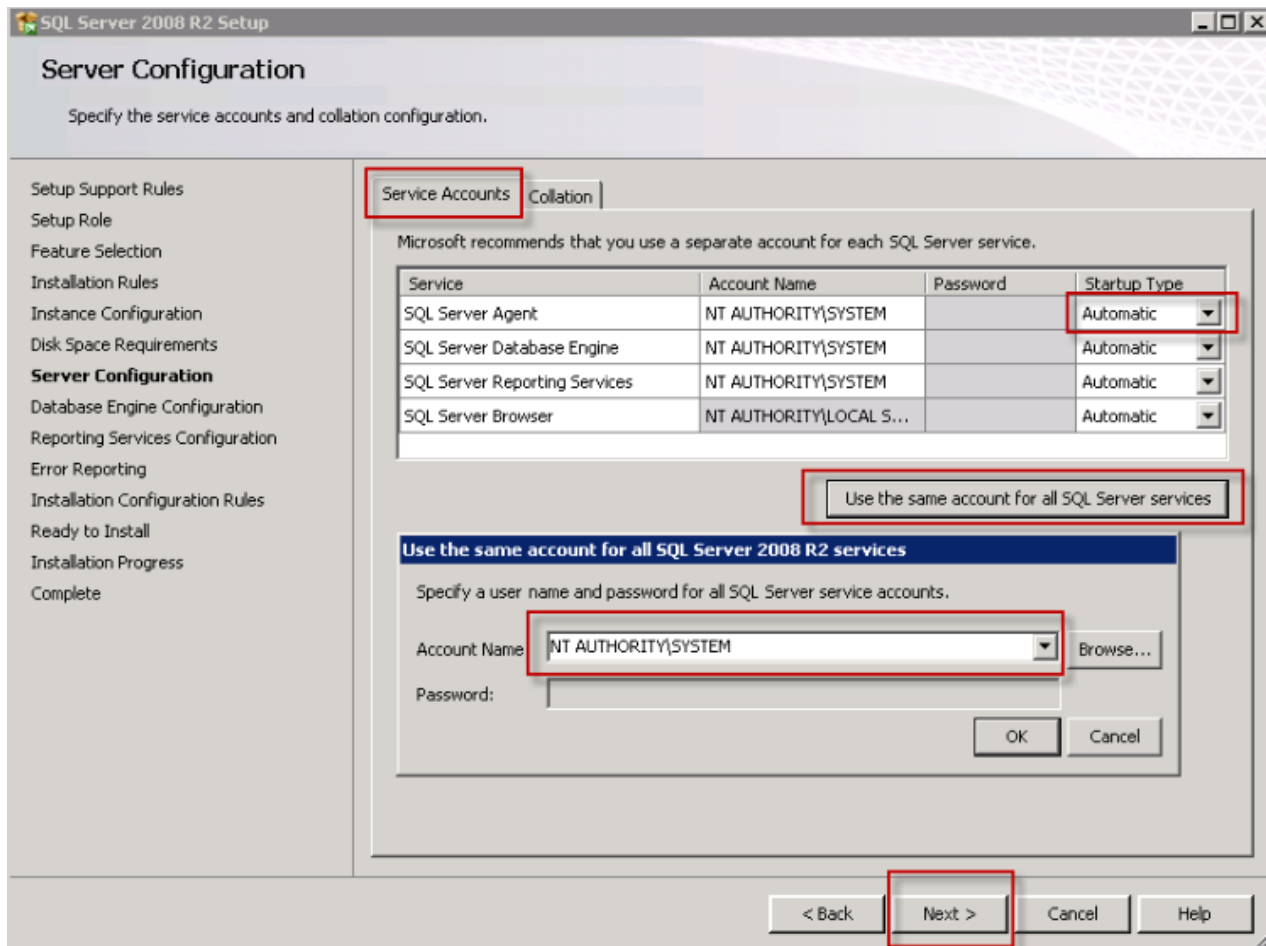 SQL Server 2008 R2 Setup
Server Configuration
Specify the service accounts and collation configuration.
Setup Support Rules
Setup Role
Feature Selection
Installation Rules
Instance Configuration
Disk Space Requirements
Server Configuration
Database Engine Configuration
Reporting Services Configuration
Error Reporting
Installation Configuration Rules
Ready to Install
Installation Progress
Complete
Service Accounts Collation
Microsoft recommends that you use a separate account for each SQL Server service.
Service Account Name Password Startup Type
SQL Server Agent NT AUTHORITY\SYSTEM Automatic
SQL Server Database Engine NT AUTHORITY\SYSTEM Automatic
SQL Server Reporting Services NT AUTHORITY\SYSTEM Automatic
SQL Server Browser NT AUTHORITY\LOCAL S... Automatic
Use the same account for all SQL Server services
Use the same account for all SQL Server 2008 R2 services
Specify a user name and password for all SQL Server service accounts.
Account Name NT AUTHORITY\SYSTEM Browse...
Password:
OK Cancel
< Back Next > Cancel Help